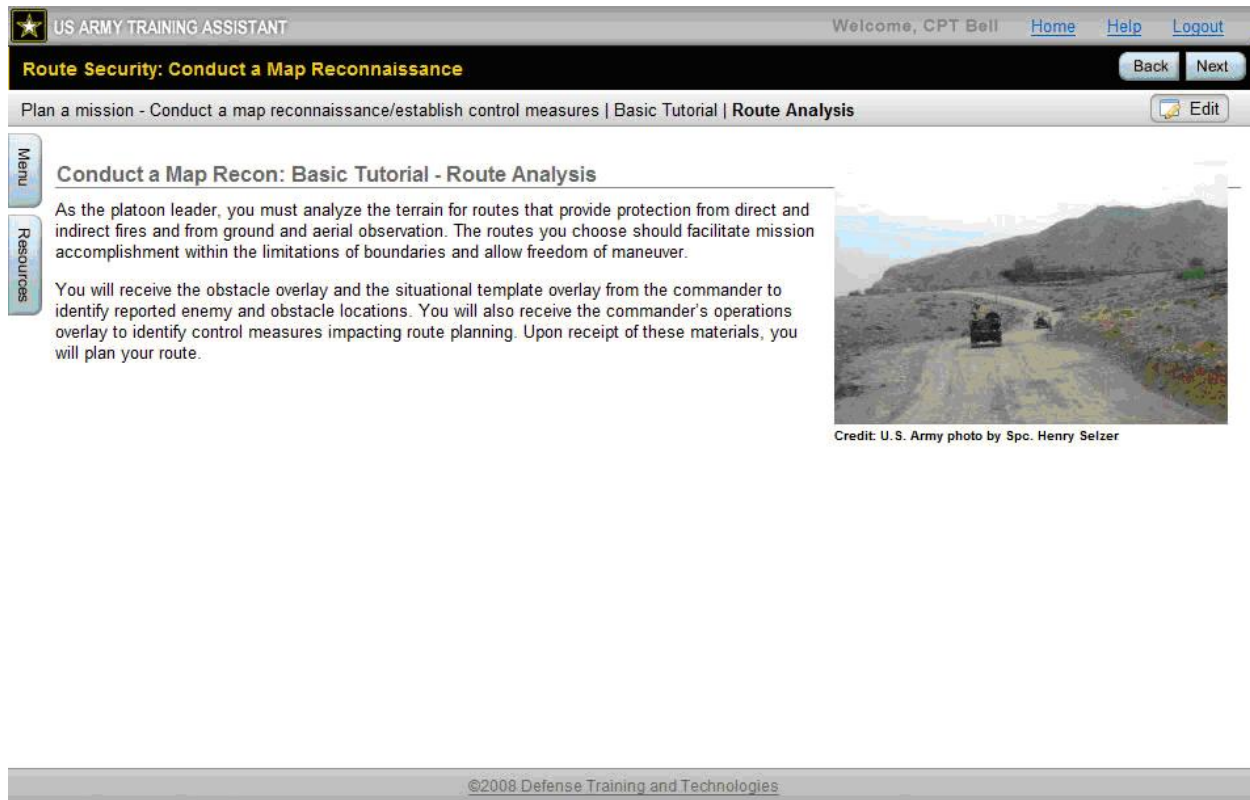 US ARMY TRAINING ASSISTANT
Welcome, CPT Bell Home Help Logout
Route Security: Conduct a Map Reconnaissance
Back Next
Plan a mission - Conduct a map reconnaissance/establish control measures | Basic Tutorial | Route Analysis
Edit
Menu
Resources
Conduct a Map Recon: Basic Tutorial - Route Analysis
As the platoon leader, you must analyze the terrain for routes that provide protection from direct and
indirect fires and from ground and aerial observation. The routes you choose should facilitate mission
accomplishment within the limitations of boundaries and allow freedom of maneuver.
You will receive the obstacle overlay and the situational template overlay from the commander to
identify reported enemy and obstacle locations. You will also receive the commander's operations
overlay to identify control measures impacting route planning. Upon receipt of these materials, you
will plan your route.
Credit: U.S. Army photo by Spc. Henry Selzer
©2008 Defense Training and Technologies